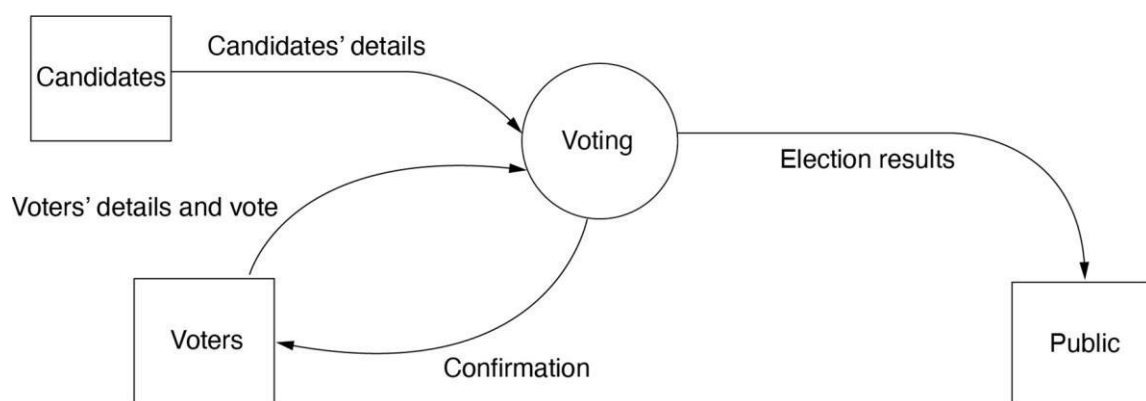 Candidates’ details
Candidates
Voting
Election results
Voters’ details and vote
Voters
Confirmation
Public